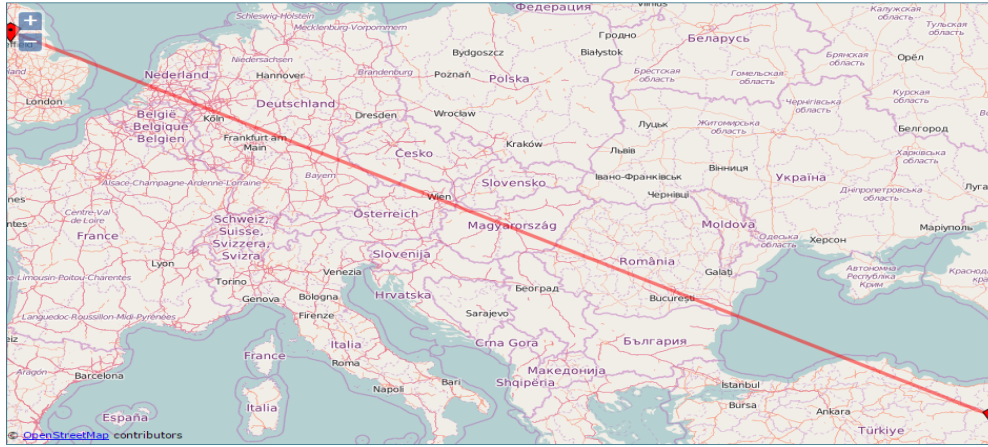 Schleswig-Holstein
Федерация
Вильнюс
Калужская
область
Mecklenburg-Vorpommern
Гродно
Беларусь
Тульская
область
Nederland
Niedersachsen
Hannover
Brandenburg
Bydgoszcz
Białystok
Poznań
Polska
Брестская
область
Гомельская
область
Брянская
область
Орёл
London
België
Belgique
Belgien
Deutschland
Köln
Dresden
Wrocław
Луцьк
Житомирська
область
Чернігівська
область
Курская
область
Белгород
Frankfurt am
Main
Česko
Kraków
Львів
Харківська
область
Alsace-Champagne-Ardenne-Lorraine
Bayern
Wien
Slovensko
Івано-Франківськ
Вінниця
Україна
Дніпропетровська
область
Centre-Val
de Loire
France
Schweiz,
Suisse,
Svizzera,
Svizra
Österreich
Magyarország
Чернівці
Moldova
Одеська
область
Херсон
Маріуполь
Slovenija
Lyon
Limousin-Poitou-Charentes
Torino
Venezia
România
Galați
Автономна
Республіка
Крим
Genova
Bologna
Hrvatska
Београд
București
Languedoc-Roussillon-Midi-Pyrénées
Firenze
Sarajevo
Italia
Crna Gora
България
France
Roma
Македонија
Aragón
Barcelona
Napoli
Bari
Shqipëria
İstanbul
Bursa
Ankara
España
Italia
Türkiye
© OpenStreetMap contributors